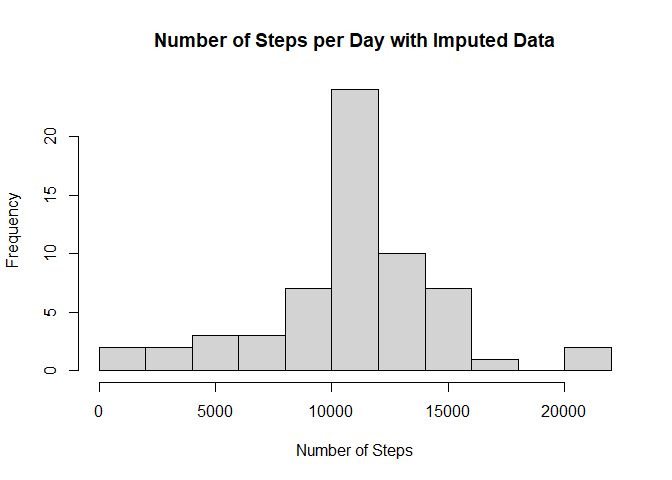 Number of Steps per Day with Imputed Data
Frequency
20
15
10
5
0
0 5000 10000 15000 20000
Number of Steps